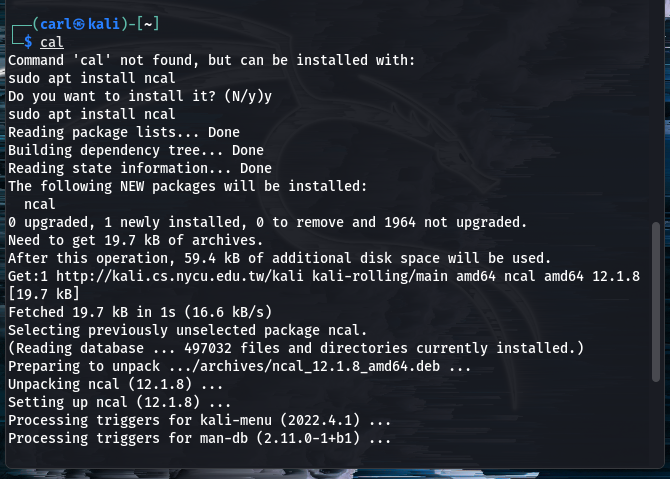 ┌──(carl㉿kali)-[~]
└─$ cal
Command 'cal' not found, but can be installed with:
sudo apt install ncal
Do you want to install it? (N/y)y
sudo apt install ncal
Reading package lists... Done
Building dependency tree... Done
Reading state information... Done
The following NEW packages will be installed:
  ncal
0 upgraded, 1 newly installed, 0 to remove and 1964 not upgraded.
Need to get 19.7 kB of archives.
After this operation, 59.4 kB of additional disk space will be used.
Get:1 http://kali.cs.nycu.edu.tw/kali kali-rolling/main amd64 ncal amd64 12.1.8
[19.7 kB]
Fetched 19.7 kB in 1s (16.6 kB/s)
Selecting previously unselected package ncal.
(Reading database ... 497032 files and directories currently installed.)
Preparing to unpack .../archives/ncal_12.1.8_amd64.deb ...
Unpacking ncal (12.1.8) ...
Setting up ncal (12.1.8) ...
Processing triggers for kali-menu (2022.4.1) ...
Processing triggers for man-db (2.11.0-1+b1) ...